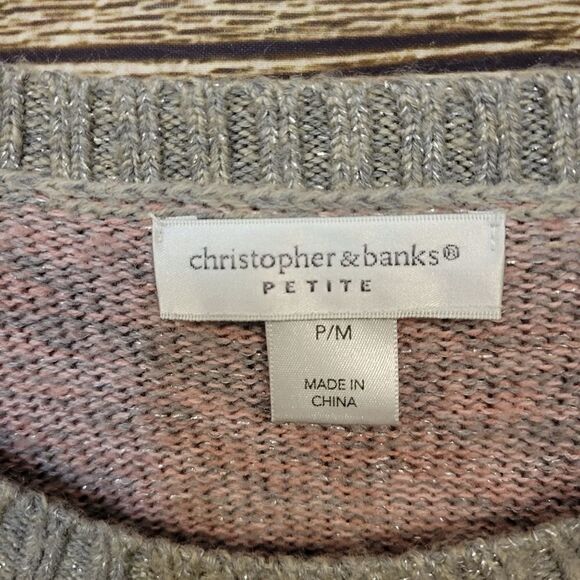 christopher&banks®
PETITE
P/M
MADE IN
CHINA